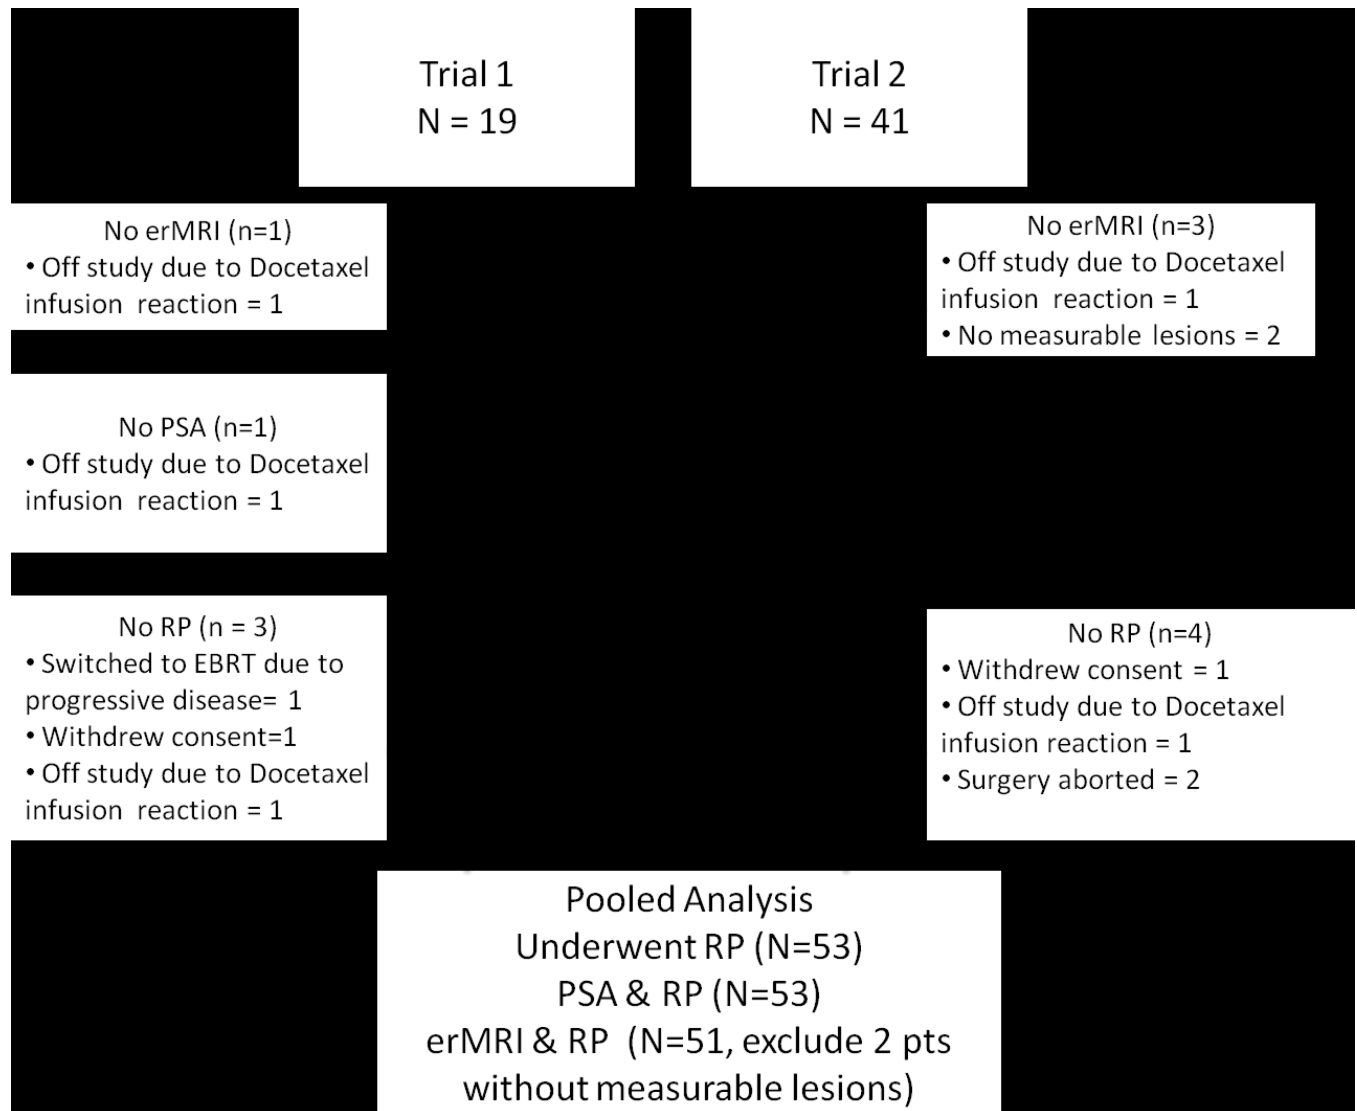 Trial 1
N = 19
Trial 2
N = 41
No erMRI (n=1)
• Off study due to Docetaxel
infusion  reaction = 1
No erMRI (n=3)
• Off study due to Docetaxel
infusion  reaction = 1
• No measurable lesions = 2
No PSA (n=1)
• Off study due to Docetaxel
infusion  reaction = 1
No RP (n = 3)
• Switched to EBRT due to
progressive disease= 1
• Withdrew consent=1
• Off study due to Docetaxel
infusion  reaction = 1
No RP (n=4)
• Withdrew consent = 1
• Off study due to Docetaxel
infusion reaction = 1
• Surgery aborted = 2
Pooled Analysis
Underwent RP (N=53)
PSA & RP (N=53)
erMRI & RP  (N=51, exclude 2 pts
without measurable lesions)